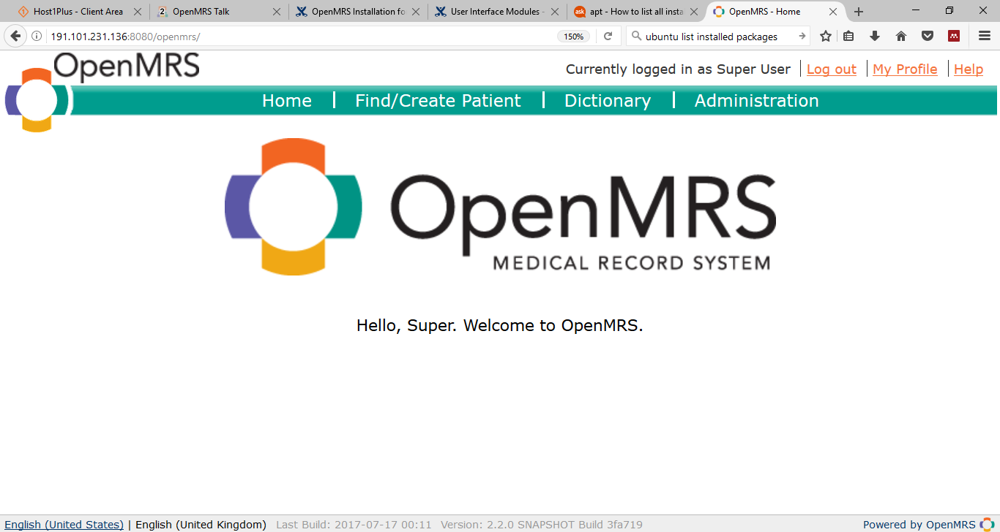 Host1Plus - Client Area
2 OpenMRS Talk
OpenMRS Installation fo
User Interface Modules -
ask apt - How to list all insta
OpenMRS - Home
191.101.231.136:8080/openmrs/
150%
ubuntu list installed packages
OpenMRS
Currently logged in as Super User Log out My Profile Help
Home Find/Create Patient Dictionary Administration
OpenMRS
MEDICAL RECORD SYSTEM
Hello, Super. Welcome to OpenMRS.
English (United States) | English (United Kingdom) Last Build: 2017-07-17 00:11 Version: 2.2.0 SNAPSHOT Build 3fa719 Powered by OpenMRS